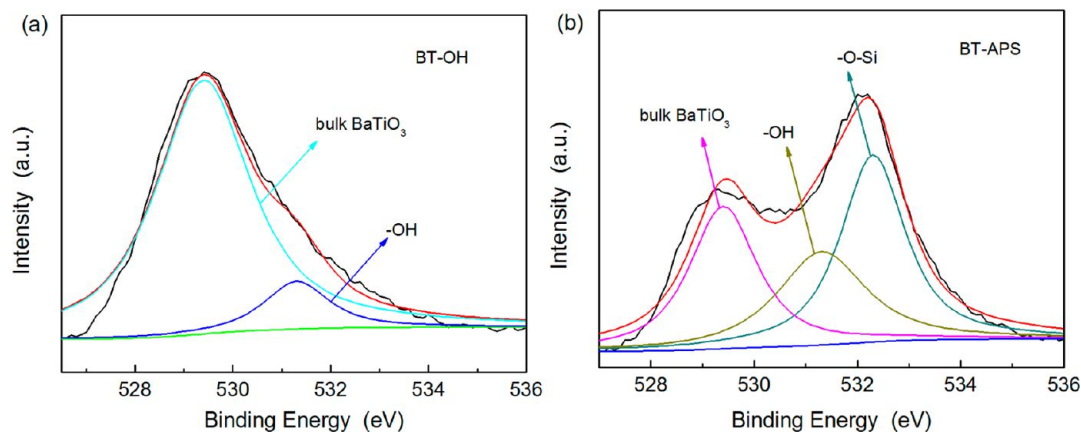 (a)
BT-OH
bulk BaTiO₃
-OH
Intensity (a.u.)
528 530 532 534 536
Binding Energy (eV)
(b)
BT-APS
-O-Si
bulk BaTiO₃
-OH
Intensity (a.u.)
528 530 532 534 536
Binding Energy (eV)